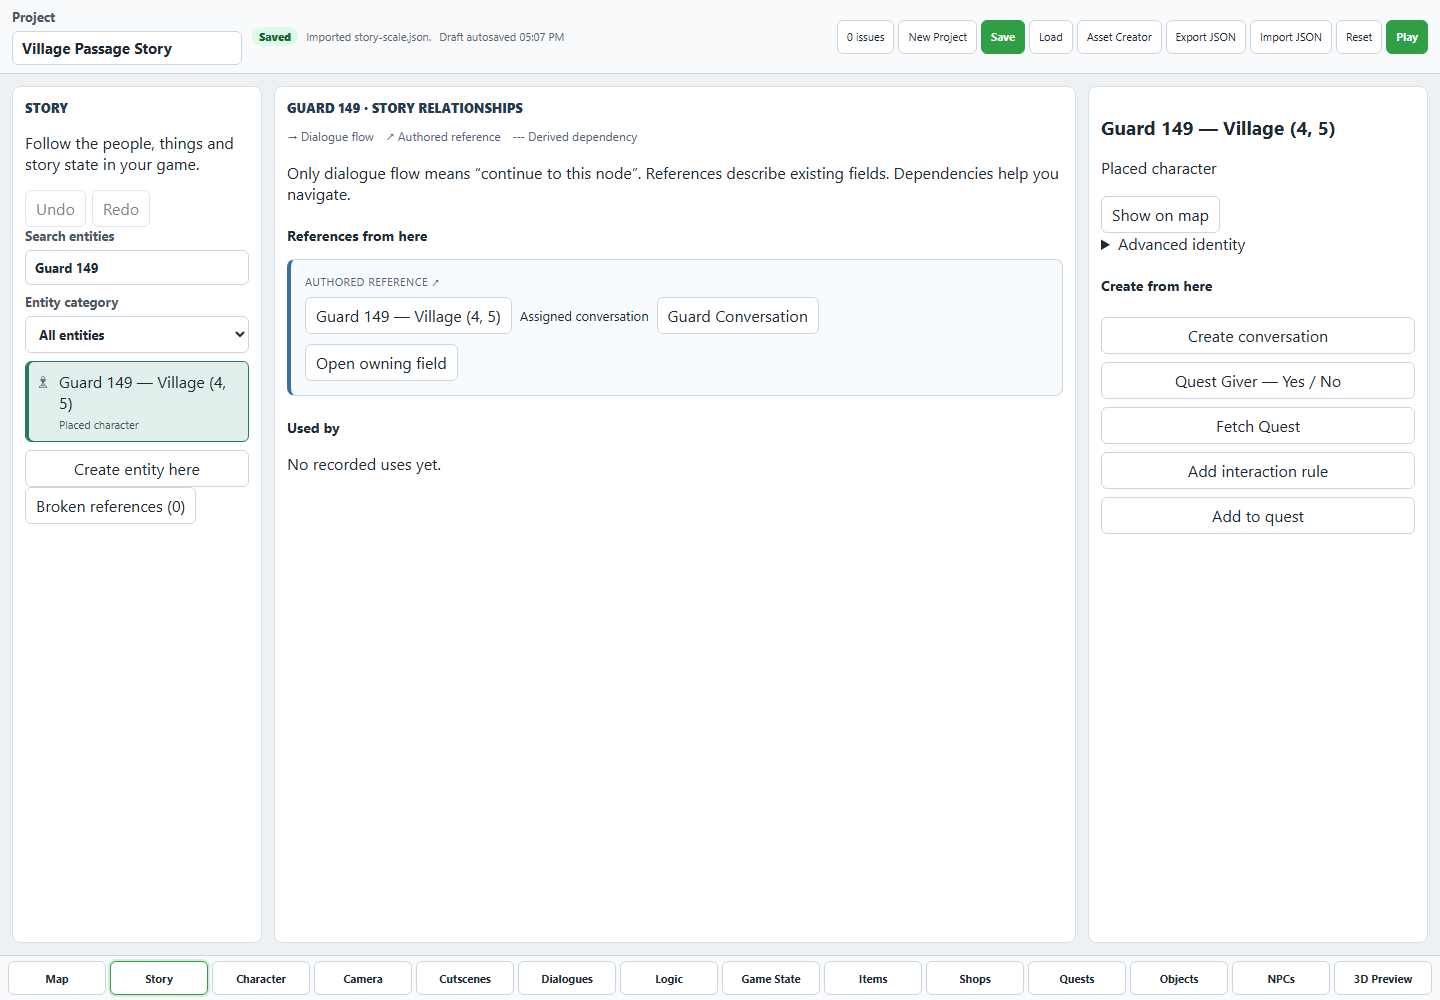 Project
Village Passage Story
Saved Imported story-scale.json. Draft autosaved 05:07 PM
0 issues
New Project
Save
Load
Asset Creator
Export JSON
Import JSON
Reset
Play
STORY
Follow the people, things and
story state in your game.
Undo
Redo
Search entities
Guard 149
Entity category
All entities
Guard 149 — Village (4,
5)
Placed character
Create entity here
Broken references (0)
GUARD 149 · STORY RELATIONSHIPS
→ Dialogue flow ↗ Authored reference --- Derived dependency
Only dialogue flow means “continue to this node”. References describe existing fields. Dependencies help you
navigate.
References from here
AUTHORED REFERENCE ↗
Guard 149 — Village (4, 5) Assigned conversation Guard Conversation
Open owning field
Used by
No recorded uses yet.
Guard 149 — Village (4, 5)
Placed character
Show on map
▶ Advanced identity
Create from here
Create conversation
Quest Giver — Yes / No
Fetch Quest
Add interaction rule
Add to quest
Map
Story
Character
Camera
Cutscenes
Dialogues
Logic
Game State
Items
Shops
Quests
Objects
NPCs
3D Preview